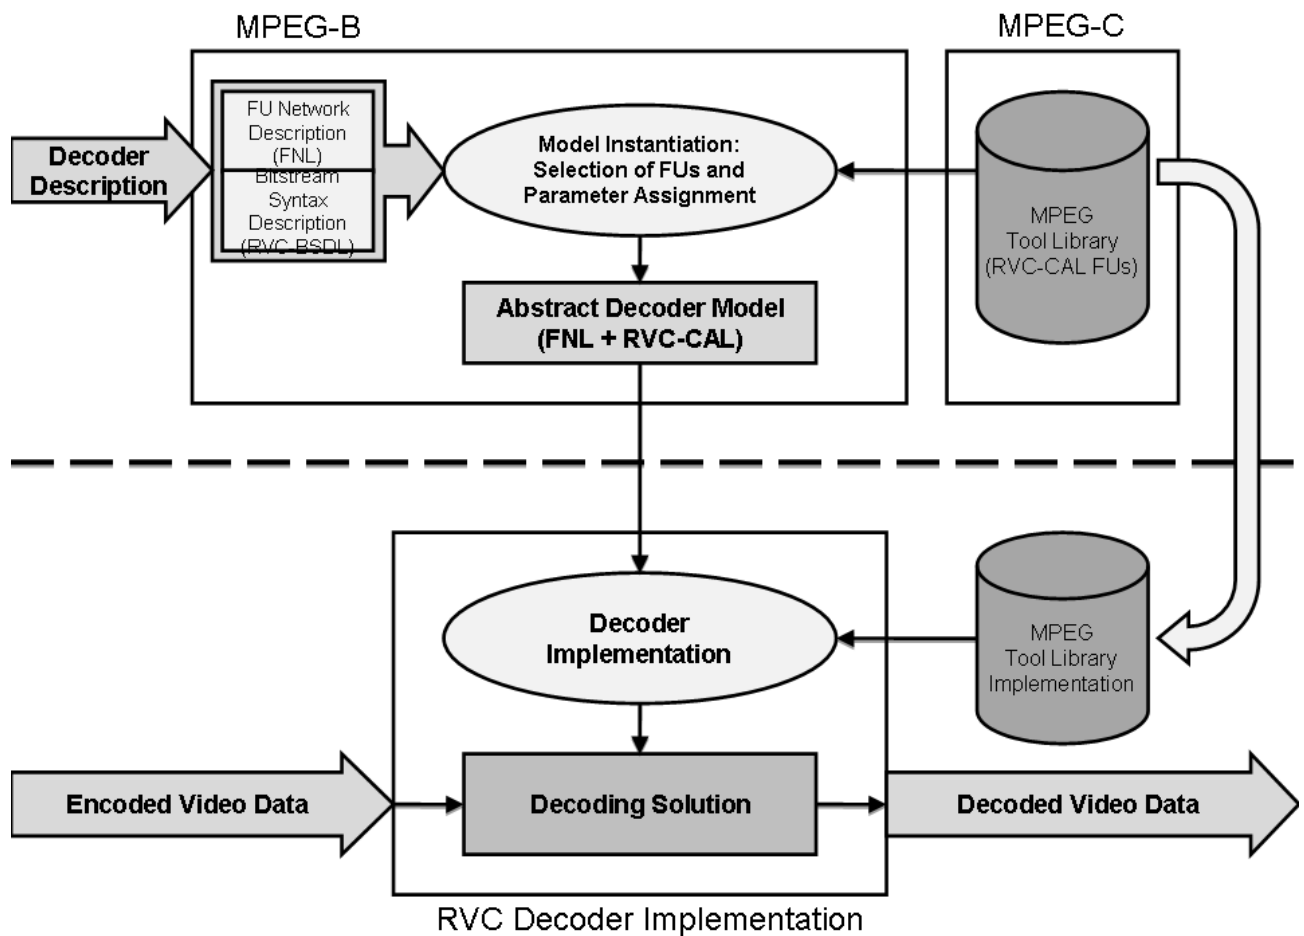 MPEG-B
MPEG-C
FU Network
Description
(FNL)
Bitstream
Syntax
Description
(RVC-BSDL)
Decoder
Description
Model Instantiation:
Selection of FUs and
Parameter Assignment
MPEG
Tool Library
(RVC-CAL FUs)
Abstract Decoder Model
(FNL + RVC-CAL)
Decoder
Implementation
MPEG
Tool Library
Implementation
Encoded Video Data
Decoding Solution
Decoded Video Data
RVC Decoder Implementation